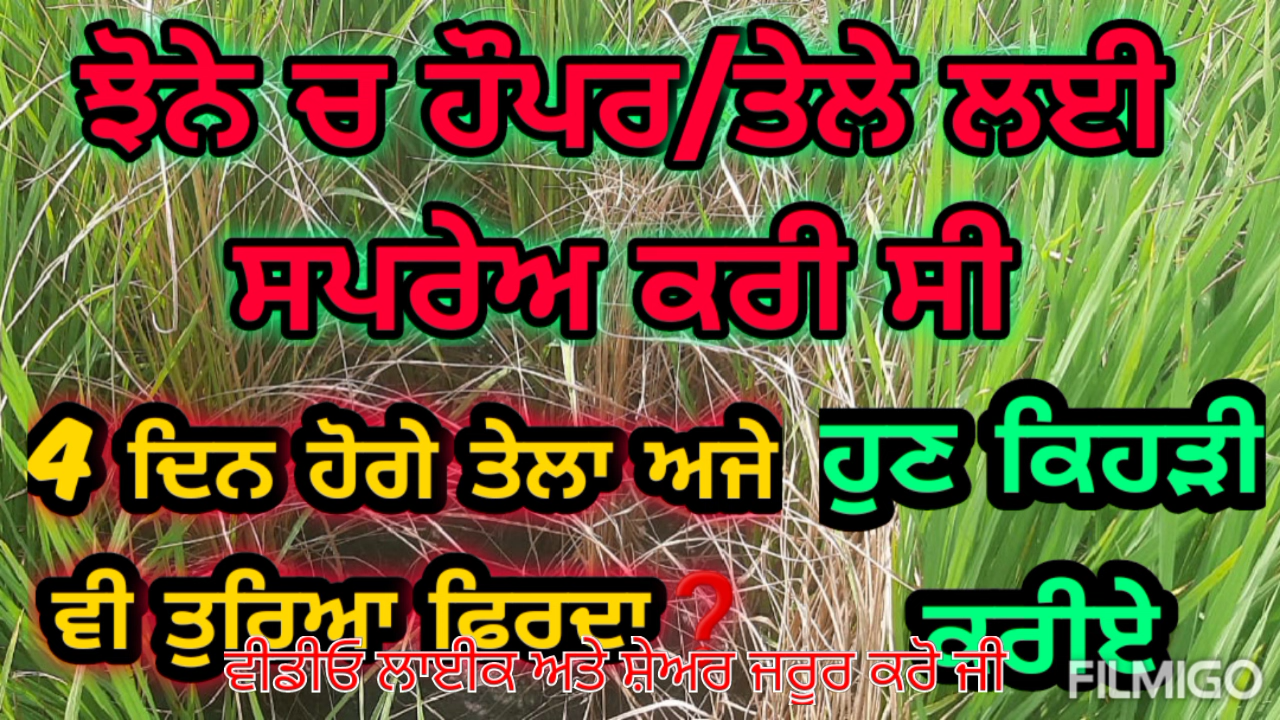 ਝੋਨੇ ਚ ਹੌਪਰ/ਤੇਲੇ ਲਈ
ਸਪਰੇਅ ਕਰੀ ਸੀ
4 ਦਿਨ ਹੋਗੇ ਤੇਲਾ ਅਜੇ
ਵੀ ਤੁਰਿਆ ਫਿਰਦਾ ?
ਹੁਣ ਕਿਹੜੀ
ਕਰੀਏ
ਵੀਡੀਓ ਲਾਈਕ ਅਤੇ ਸ਼ੇਅਰ ਜਰੂਰ ਕਰੋ ਜੀ
FILMIGO